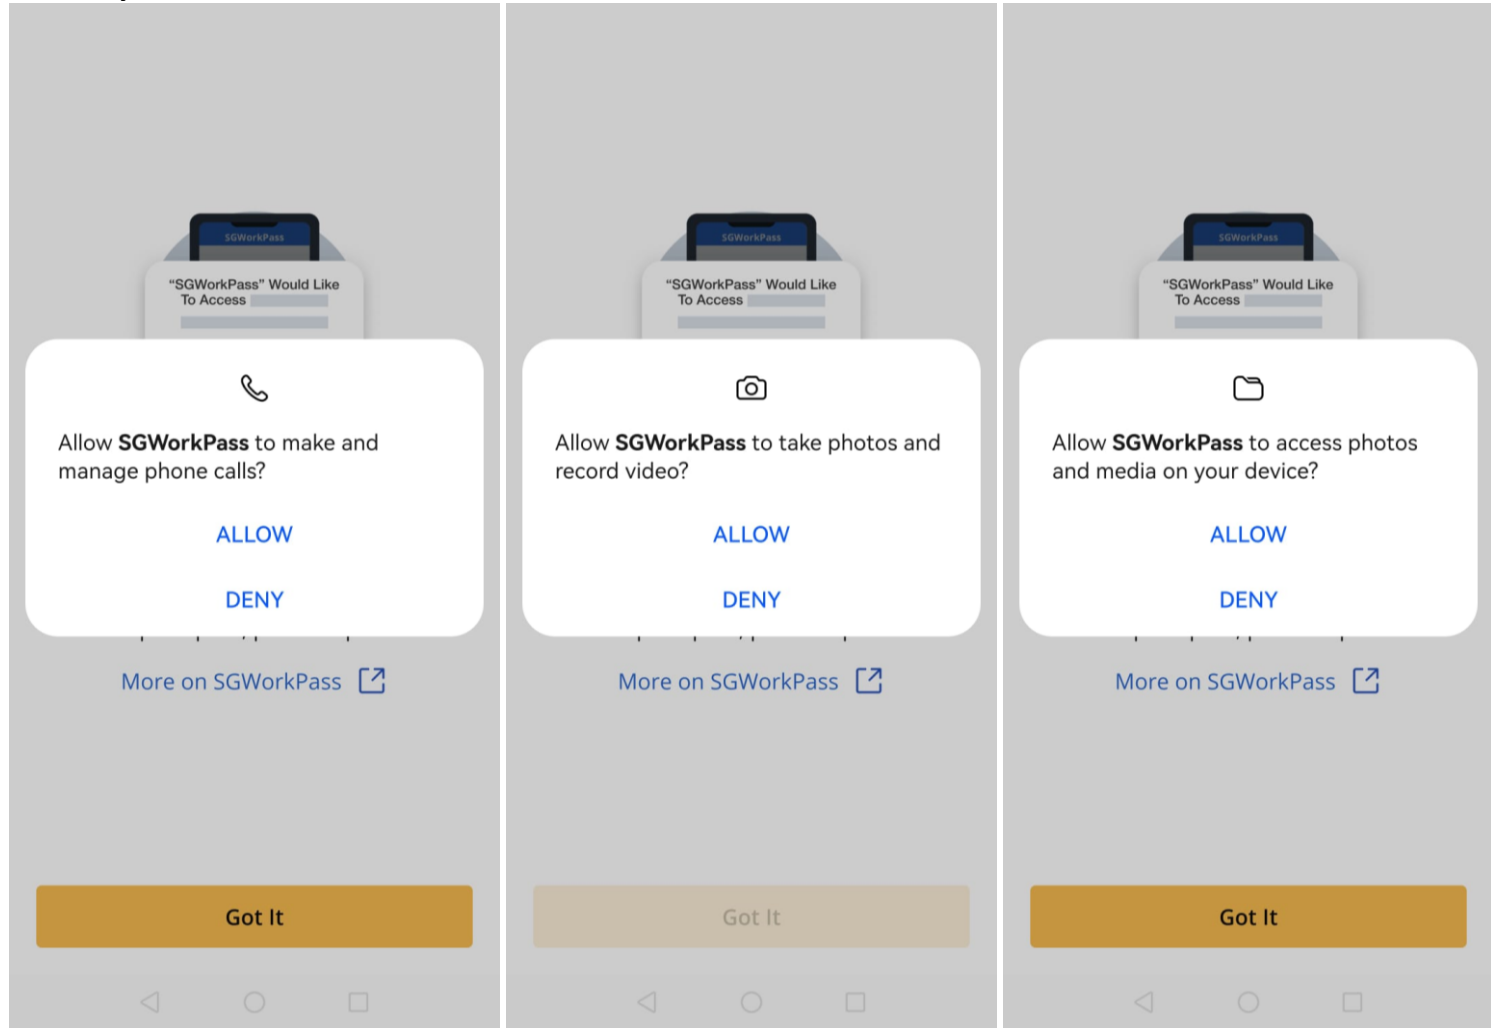 SGWorkPass
“SGWorkPass” Would Like
To Access
Allow SGWorkPass to make and
manage phone calls?
ALLOW
DENY
More on SGWorkPass
Got It
SGWorkPass
“SGWorkPass” Would Like
To Access
Allow SGWorkPass to take photos and
record video?
ALLOW
DENY
More on SGWorkPass
Got It
SGWorkPass
“SGWorkPass” Would Like
To Access
Allow SGWorkPass to access photos
and media on your device?
ALLOW
DENY
More on SGWorkPass
Got It